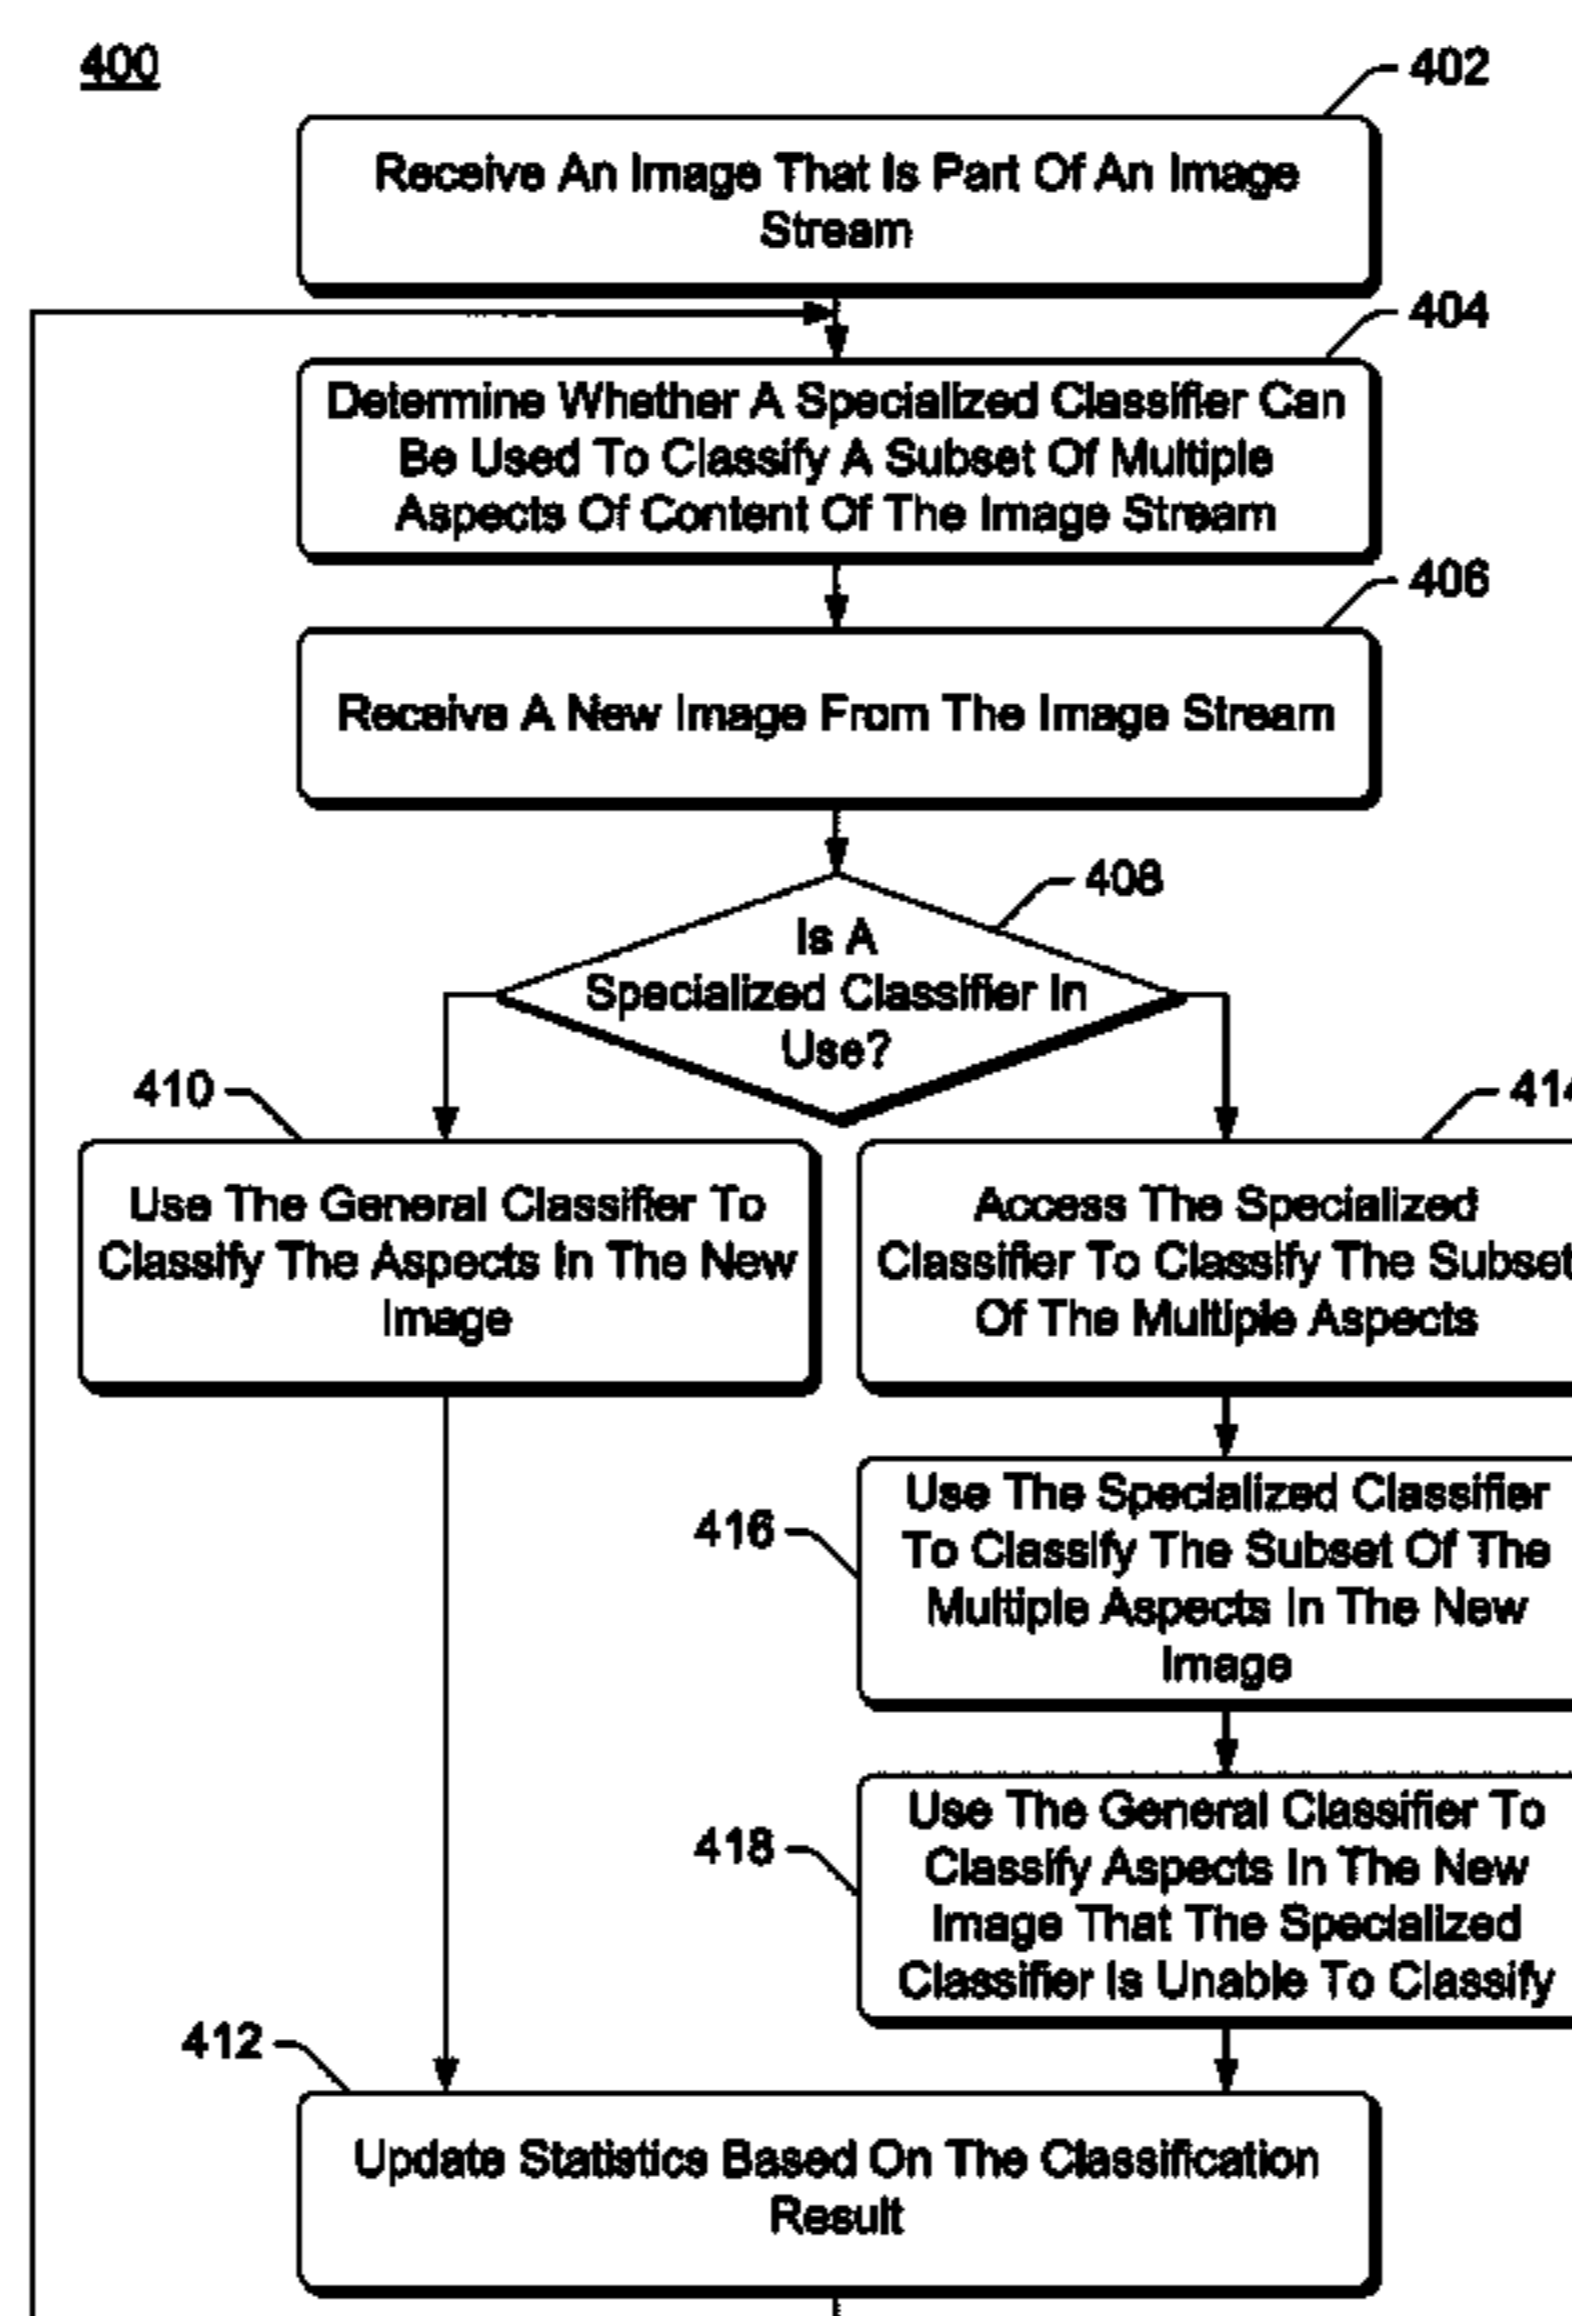 400
402
Receive An Image That Is Part Of An Image
Stream
404
Determine Whether A Specialized Classifier Can
Be Used To Classify A Subset Of Multiple
Aspects Of Content Of The Image Stream
406
Receive A New Image From The Image Stream
408
Is A
Specialized Classifier In
Use?
410
Use The General Classifier To
Classify The Aspects In The New
Image
414
Access The Specialized
Classifier To Classify The Subset
Of The Multiple Aspects
416
Use The Specialized Classifier
To Classify The Subset Of The
Multiple Aspects In The New
Image
418
Use The General Classifier To
Classify Aspects In The New
Image That The Specialized
Classifier Is Unable To Classify
412
Update Statistics Based On The Classification
Result